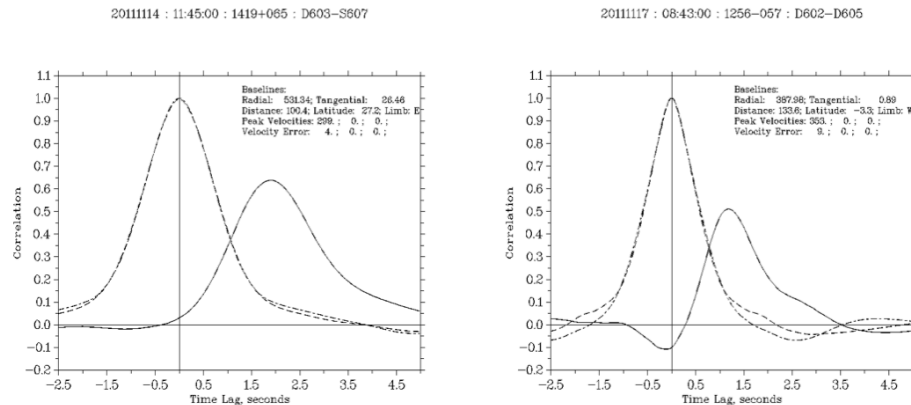 20111114 : 11:45:00 : 1419+065 : D603-S607
1.1
1.0
0.9
0.8
0.7
0.6
0.5
0.4
0.3
0.2
0.1
0.0
-0.1
-0.2
Correlation
Baselines:
Radial: 531.34; Tangential: 26.46
Distance: 100.4; Latitude: 27.2; Limb: E
Peak Velocities: 299. ; 0. ; 0. ;
Velocity Error: 4. ; 0. ; 0. ;
-2.5 -1.5 -0.5 0.5 1.5 2.5 3.5 4.5
Time Lag, seconds
20111117 : 08:43:00 : 1256-057 : D602-D605
1.1
1.0
0.9
0.8
0.7
0.6
0.5
0.4
0.3
0.2
0.1
0.0
-0.1
-0.2
Correlation
Baselines:
Radial: 387.98; Tangential: 0.89
Distance: 133.6; Latitude: -3.3; Limb: W
Peak Velocities: 353. ; 0. ; 0. ;
Velocity Error: 9. ; 0. ; 0. ;
-2.5 -1.5 -0.5 0.5 1.5 2.5 3.5 4.5
Time Lag, seconds